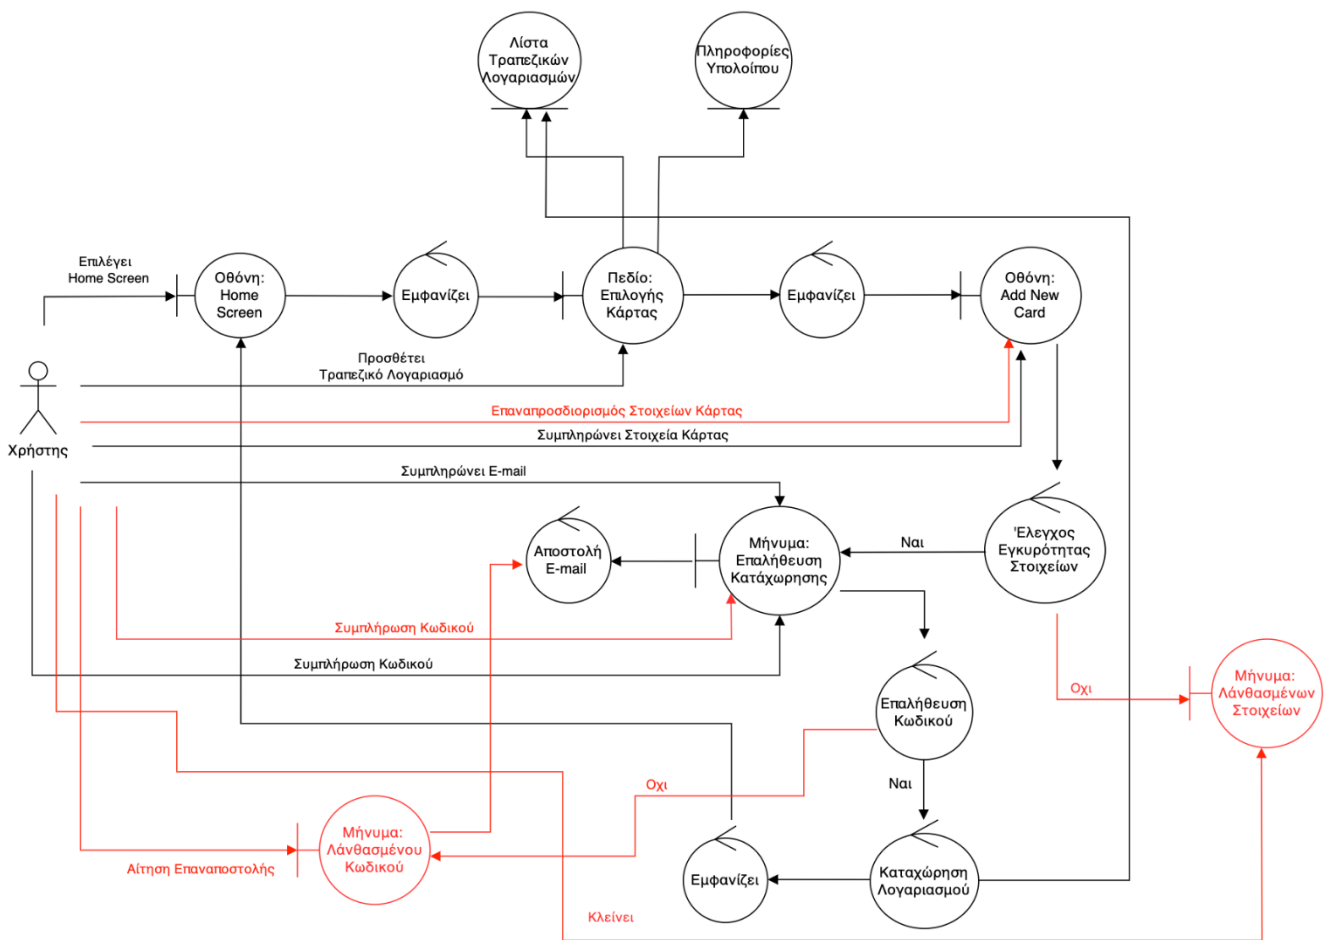 Λίστα
Τραπεζικών
Λογαριασμών
Πληροφορίες
Υπολοίπου
Επιλέγει
Home Screen
Οθόνη:
Home
Screen
Εμφανίζει
Πεδίο:
Επιλογής
Κάρτας
Εμφανίζει
Οθόνη:
Add New
Card
Προσθέτει
Τραπεζικό Λογαριασμό
Επαναπροσδιορισμός Στοιχείων Κάρτας
Συμπληρώνει Στοιχεία Κάρτας
Χρήστης
Συμπληρώνει E-mail
Αποστολή
E-mail
Μήνυμα:
Επαλήθευση
Κατάχωρησης
Ναι
'Ελεγχος
Εγκυρότητας
Στοιχείων
Συμπλήρωση Κωδικού
Συμπλήρωση Κωδικού
Επαλήθευση
Κωδικού
Οχι
Μήνυμα:
Λάνθασμένων
Στοιχείων
Οχι
Ναι
Μήνυμα:
Λάνθασμένου
Κωδικού
Αίτηση Επαναποστολής
Εμφανίζει
Καταχώρηση
Λογαριασμού
Κλείνει